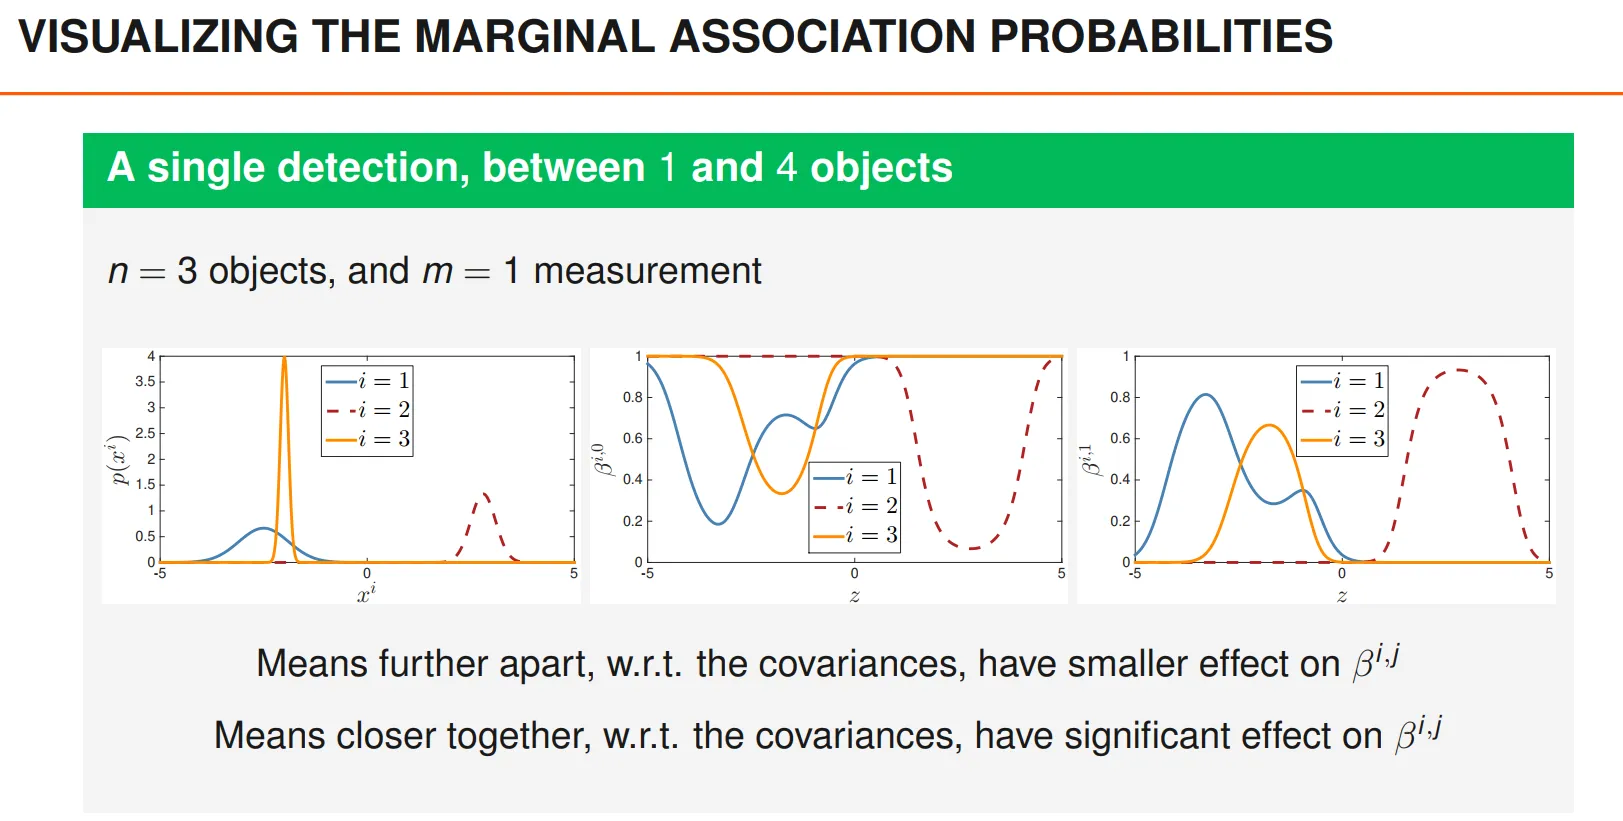 VISUALIZING THE MARGINAL ASSOCIATION PROBABILITIES
A single detection, between 1 and 4 objects
n = 3 objects, and m = 1 measurement
4
3.5
3
2.5
2
1.5
1
0.5
0
-5
0
5
p(x^i)
x^i
i = 1
i = 2
i = 3
1
0.8
0.6
0.4
0.2
0
-5
0
5
β^{i,0}
z
i = 1
i = 2
i = 3
1
0.8
0.6
0.4
0.2
0
-5
0
5
β^{i,1}
z
i = 1
i = 2
i = 3
Means further apart, w.r.t. the covariances, have smaller effect on β^{i,j}
Means closer together, w.r.t. the covariances, have significant effect on β^{i,j}